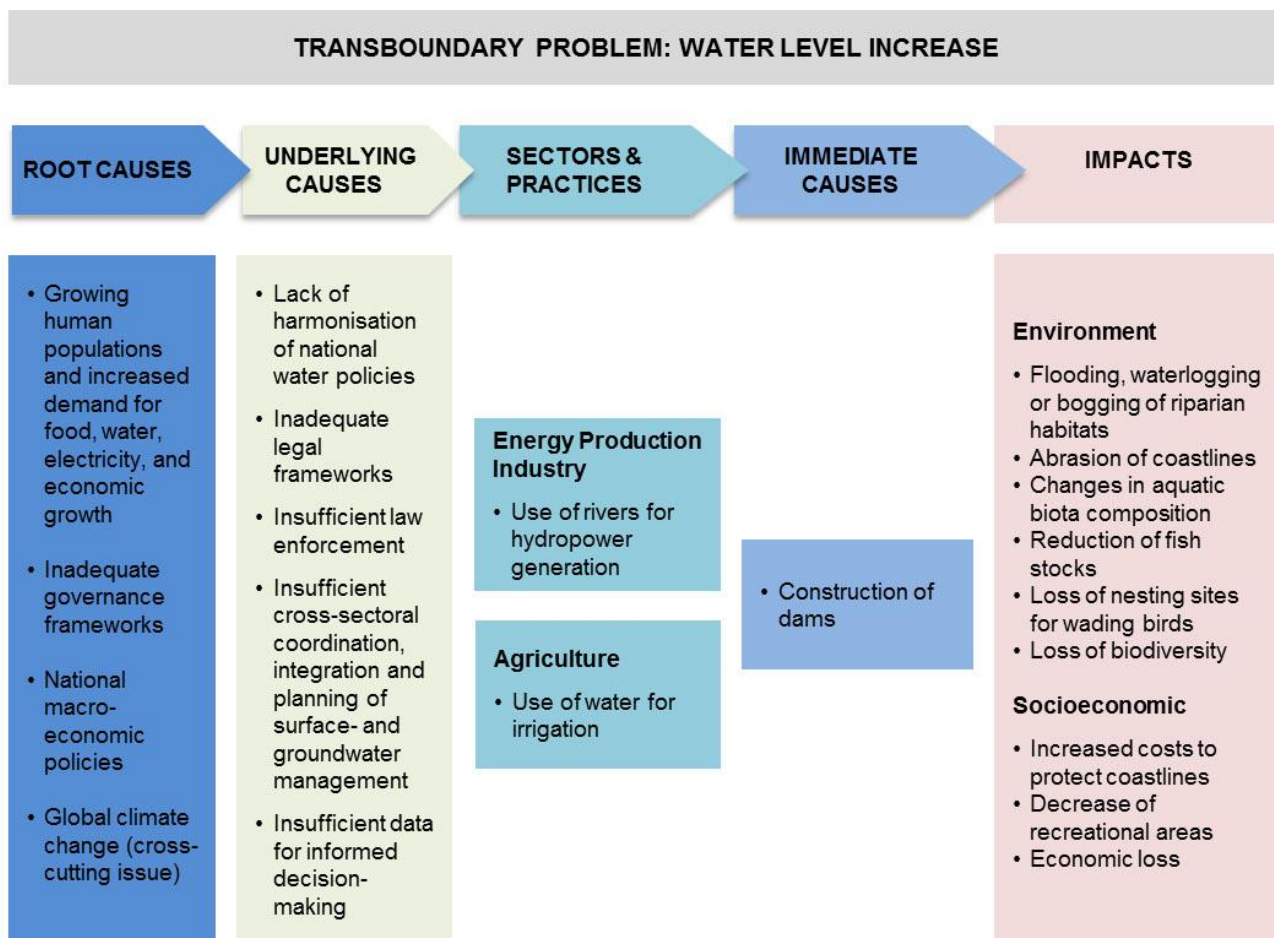 TRANSBOUNDARY PROBLEM: WATER LEVEL INCREASE
ROOT CAUSES
UNDERLYING
CAUSES
SECTORS &
PRACTICES
IMMEDIATE
CAUSES
IMPACTS
• Growing
human
populations
and increased
demand for
food, water,
electricity, and
economic
growth
• Inadequate
governance
frameworks
• National
macro-
economic
policies
• Global climate
change (cross-
cutting issue)
• Lack of
harmonisation
of national
water policies
• Inadequate
legal
frameworks
• Insufficient law
enforcement
• Insufficient
cross-sectoral
coordination,
integration and
planning of
surface- and
groundwater
management
• Insufficient data
for informed
decision-
making
Energy Production
Industry
• Use of rivers for
hydropower
generation
Agriculture
• Use of water for
irrigation
• Construction of
dams
Environment
• Flooding, waterlogging
or bogging of riparian
habitats
• Abrasion of coastlines
• Changes in aquatic
biota composition
• Reduction of fish
stocks
• Loss of nesting sites
for wading birds
• Loss of biodiversity
Socioeconomic
• Increased costs to
protect coastlines
• Decrease of
recreational areas
• Economic loss